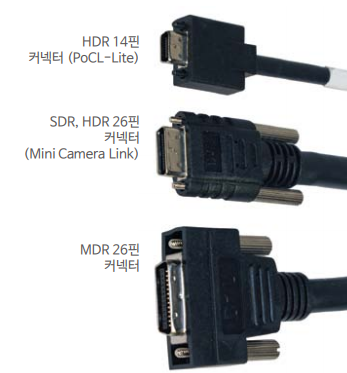 HDR 14핀
커넥터 (PoCL-Lite)
SDR, HDR 26핀
커넥터
(Mini Camera Link)
MDR 26핀
커넥터